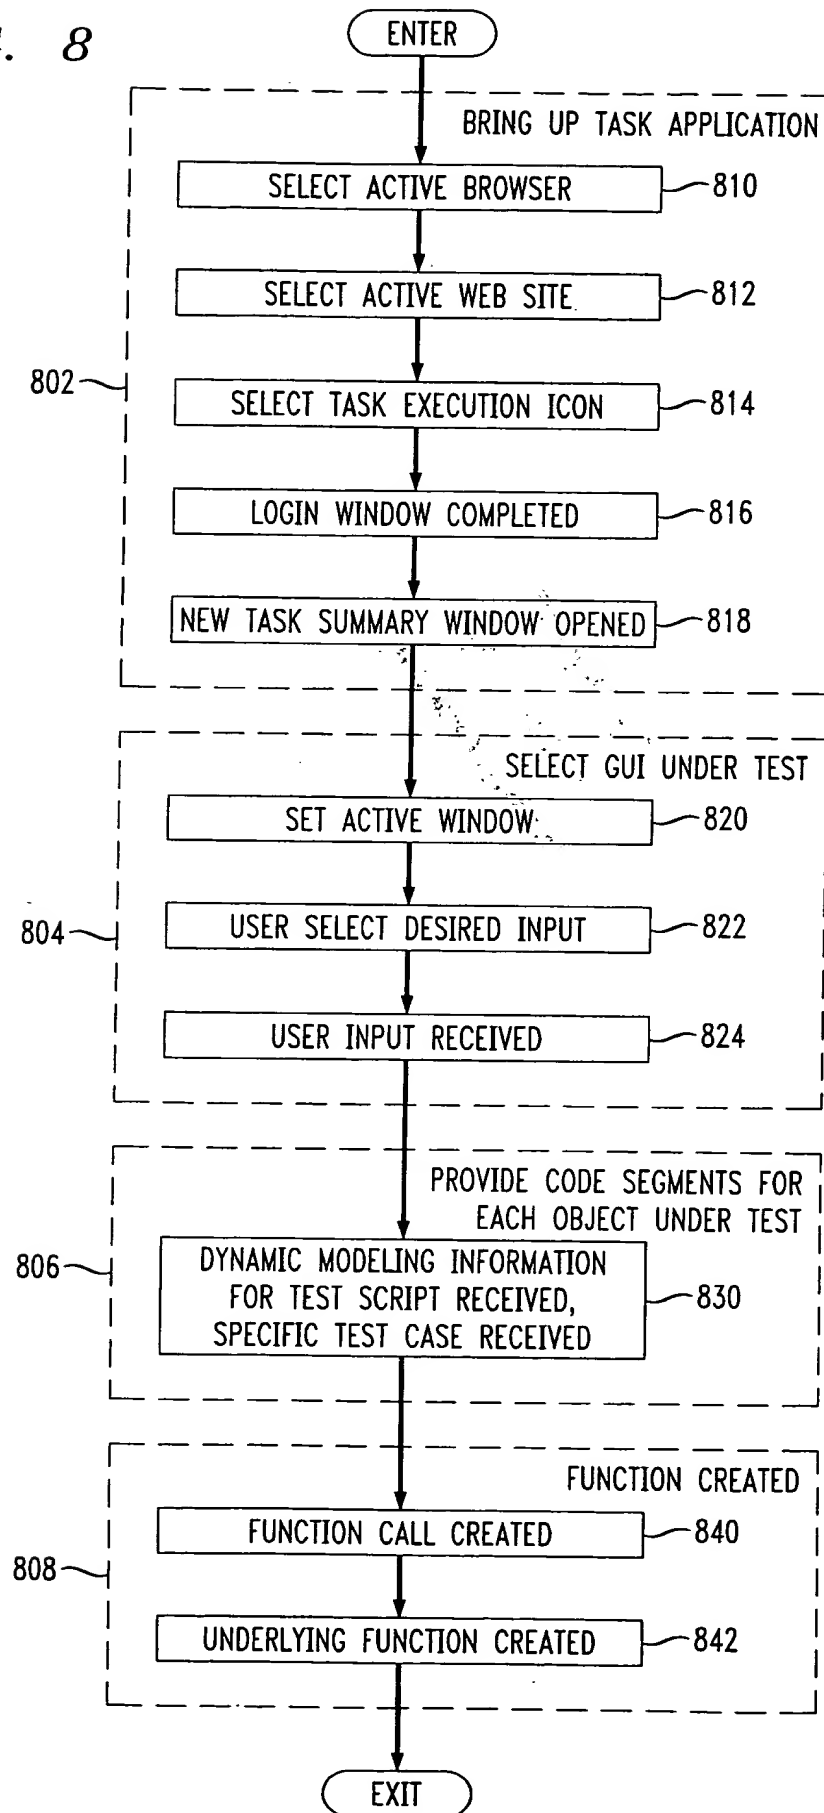 8
ENTER
BRING UP TASK APPLICATION
SELECT ACTIVE BROWSER
810
SELECT ACTIVE WEB SITE
812
802
SELECT TASK EXECUTION ICON
814
LOGIN WINDOW COMPLETED
816
NEW TASK SUMMARY WINDOW OPENED
818
SELECT GUI UNDER TEST
SET ACTIVE WINDOW
820
804
USER SELECT DESIRED INPUT
822
USER INPUT RECEIVED
824
PROVIDE CODE SEGMENTS FOR
EACH OBJECT UNDER TEST
806
DYNAMIC MODELING INFORMATION
FOR TEST SCRIPT RECEIVED,
SPECIFIC TEST CASE RECEIVED
830
FUNCTION CREATED
FUNCTION CALL CREATED
840
808
UNDERLYING FUNCTION CREATED
842
EXIT